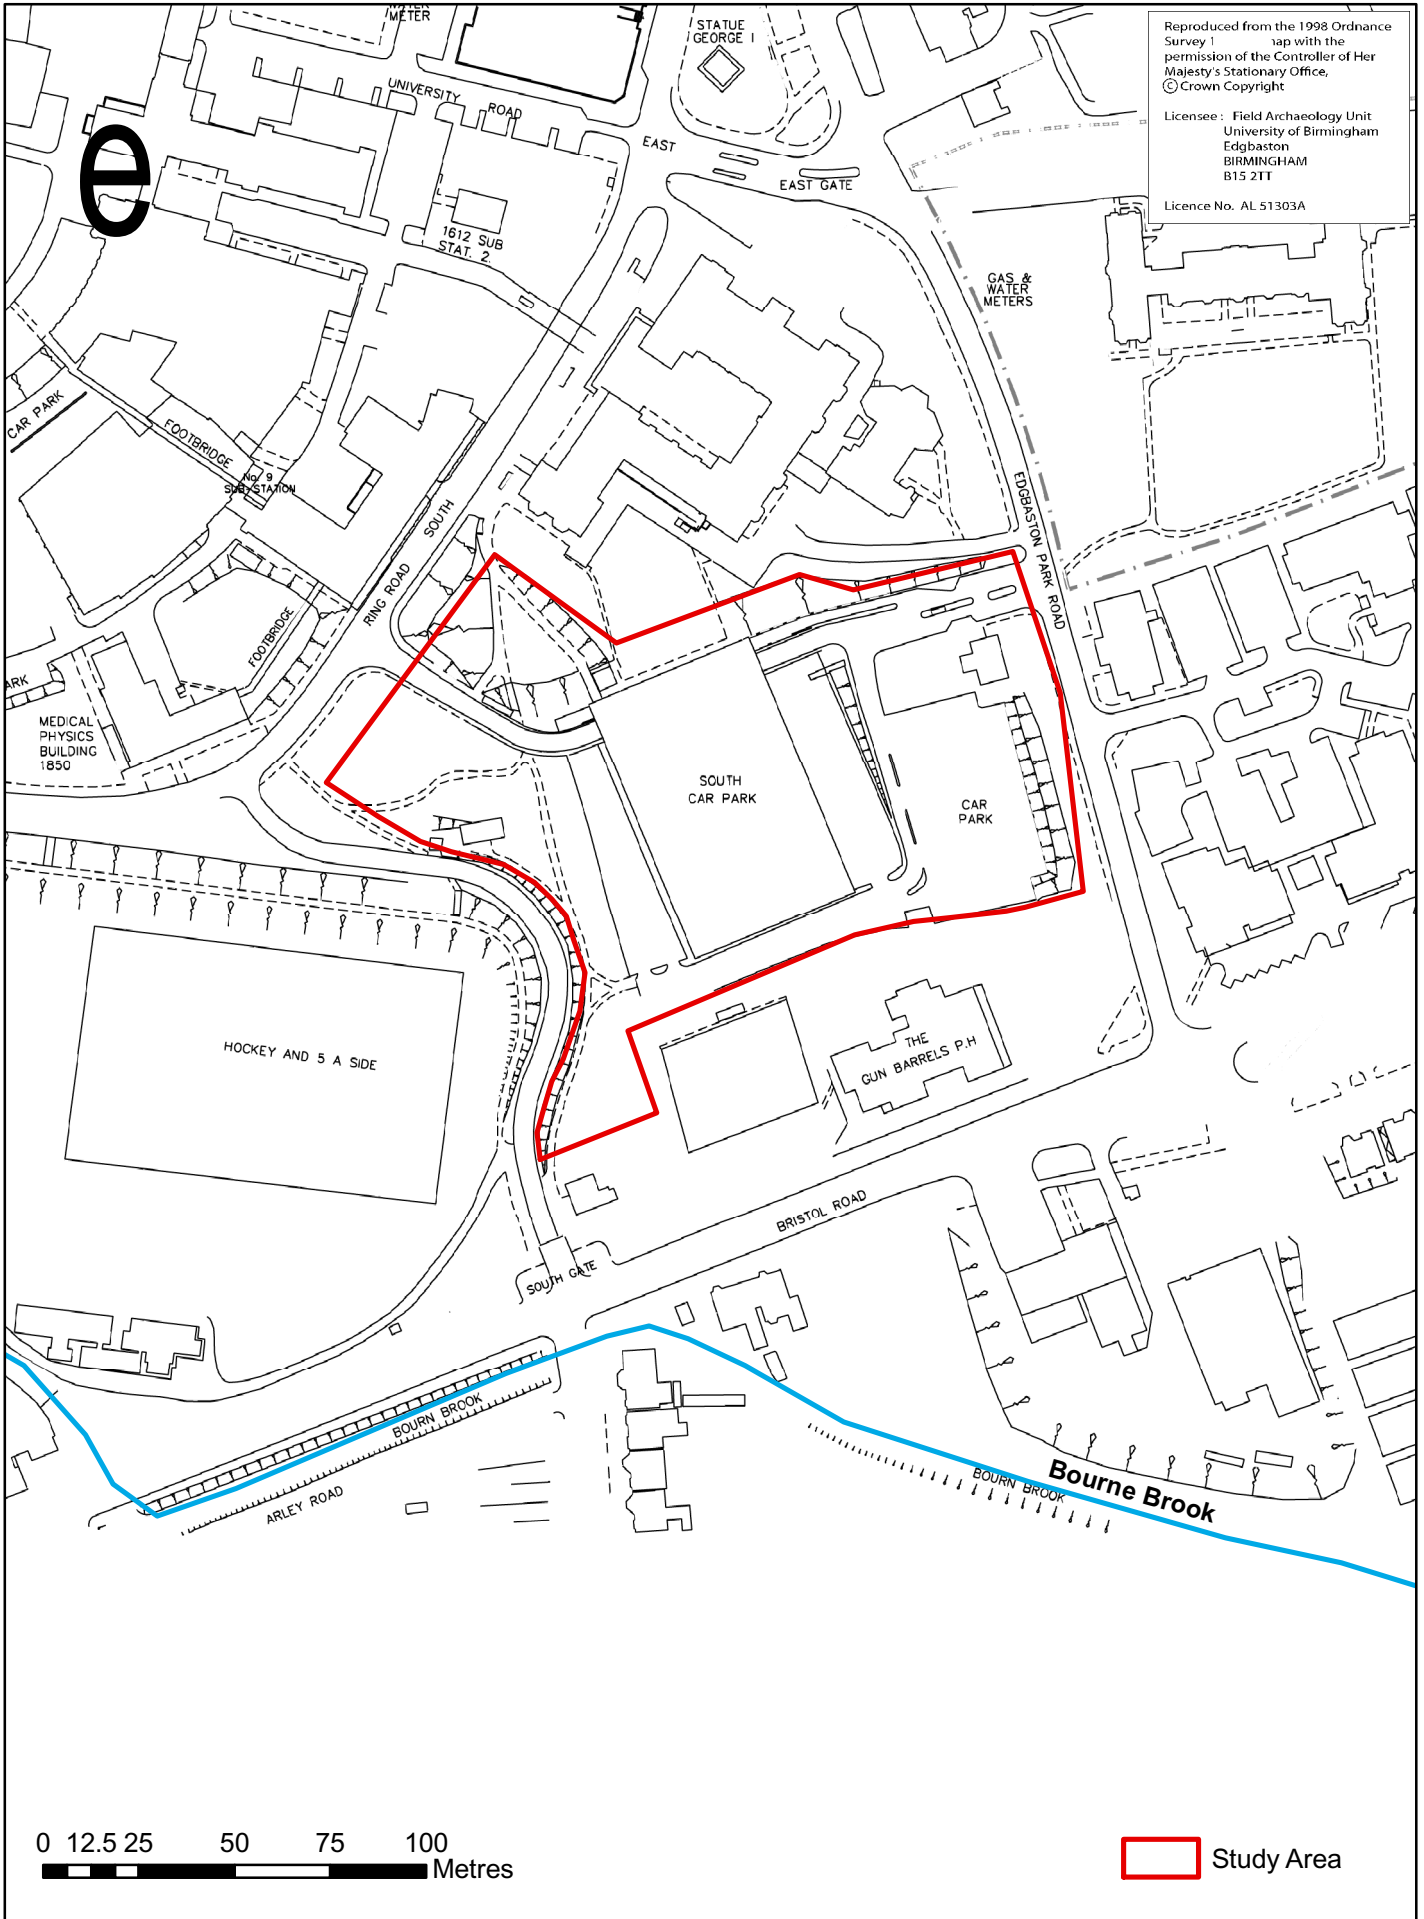 METER
STATUE
GEORGE I
Reproduced from the 1998 Ordnance
Survey 1 ap with the
permission of the Controller of Her
Majesty's Stationary Office,
© Crown Copyright
Licensee : Field Archaeology Unit
University of Birmingham
Edgbaston
BIRMINGHAM
B15 2TT
Licence No. AL 51303A
UNIVERSITY ROAD
EAST
EAST GATE
e
1612 SUB
STAT. 2
GAS &
WATER
METERS
CAR PARK
FOOTBRIDGE
No. 9
SUB-STATION
RING ROAD SOUTH
EDGBASTON PARK ROAD
FOOTBRIDGE
ARK
MEDICAL
PHYSICS
BUILDING
1850
SOUTH
CAR PARK
CAR
PARK
HOCKEY AND 5 A SIDE
THE
GUN BARRELS P.H
BRISTOL ROAD
SOUTH GATE
BOURN BROOK
ARLEY ROAD
BOURN BROOK
Bourne Brook
0 12.5 25 50 75 100
Metres
Study Area